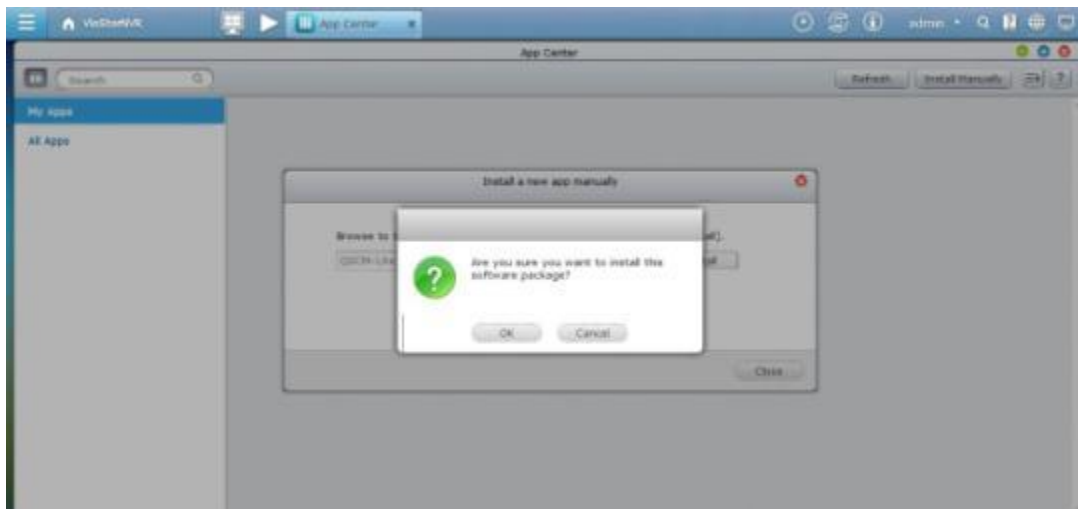 VioStorNVR
App Center
admin
App Center
Search
Refresh
Install Manually
My Apps
All Apps
Install a new app manually
Browse to
Are you sure you want to install this
software package?
OK
Cancel
Close